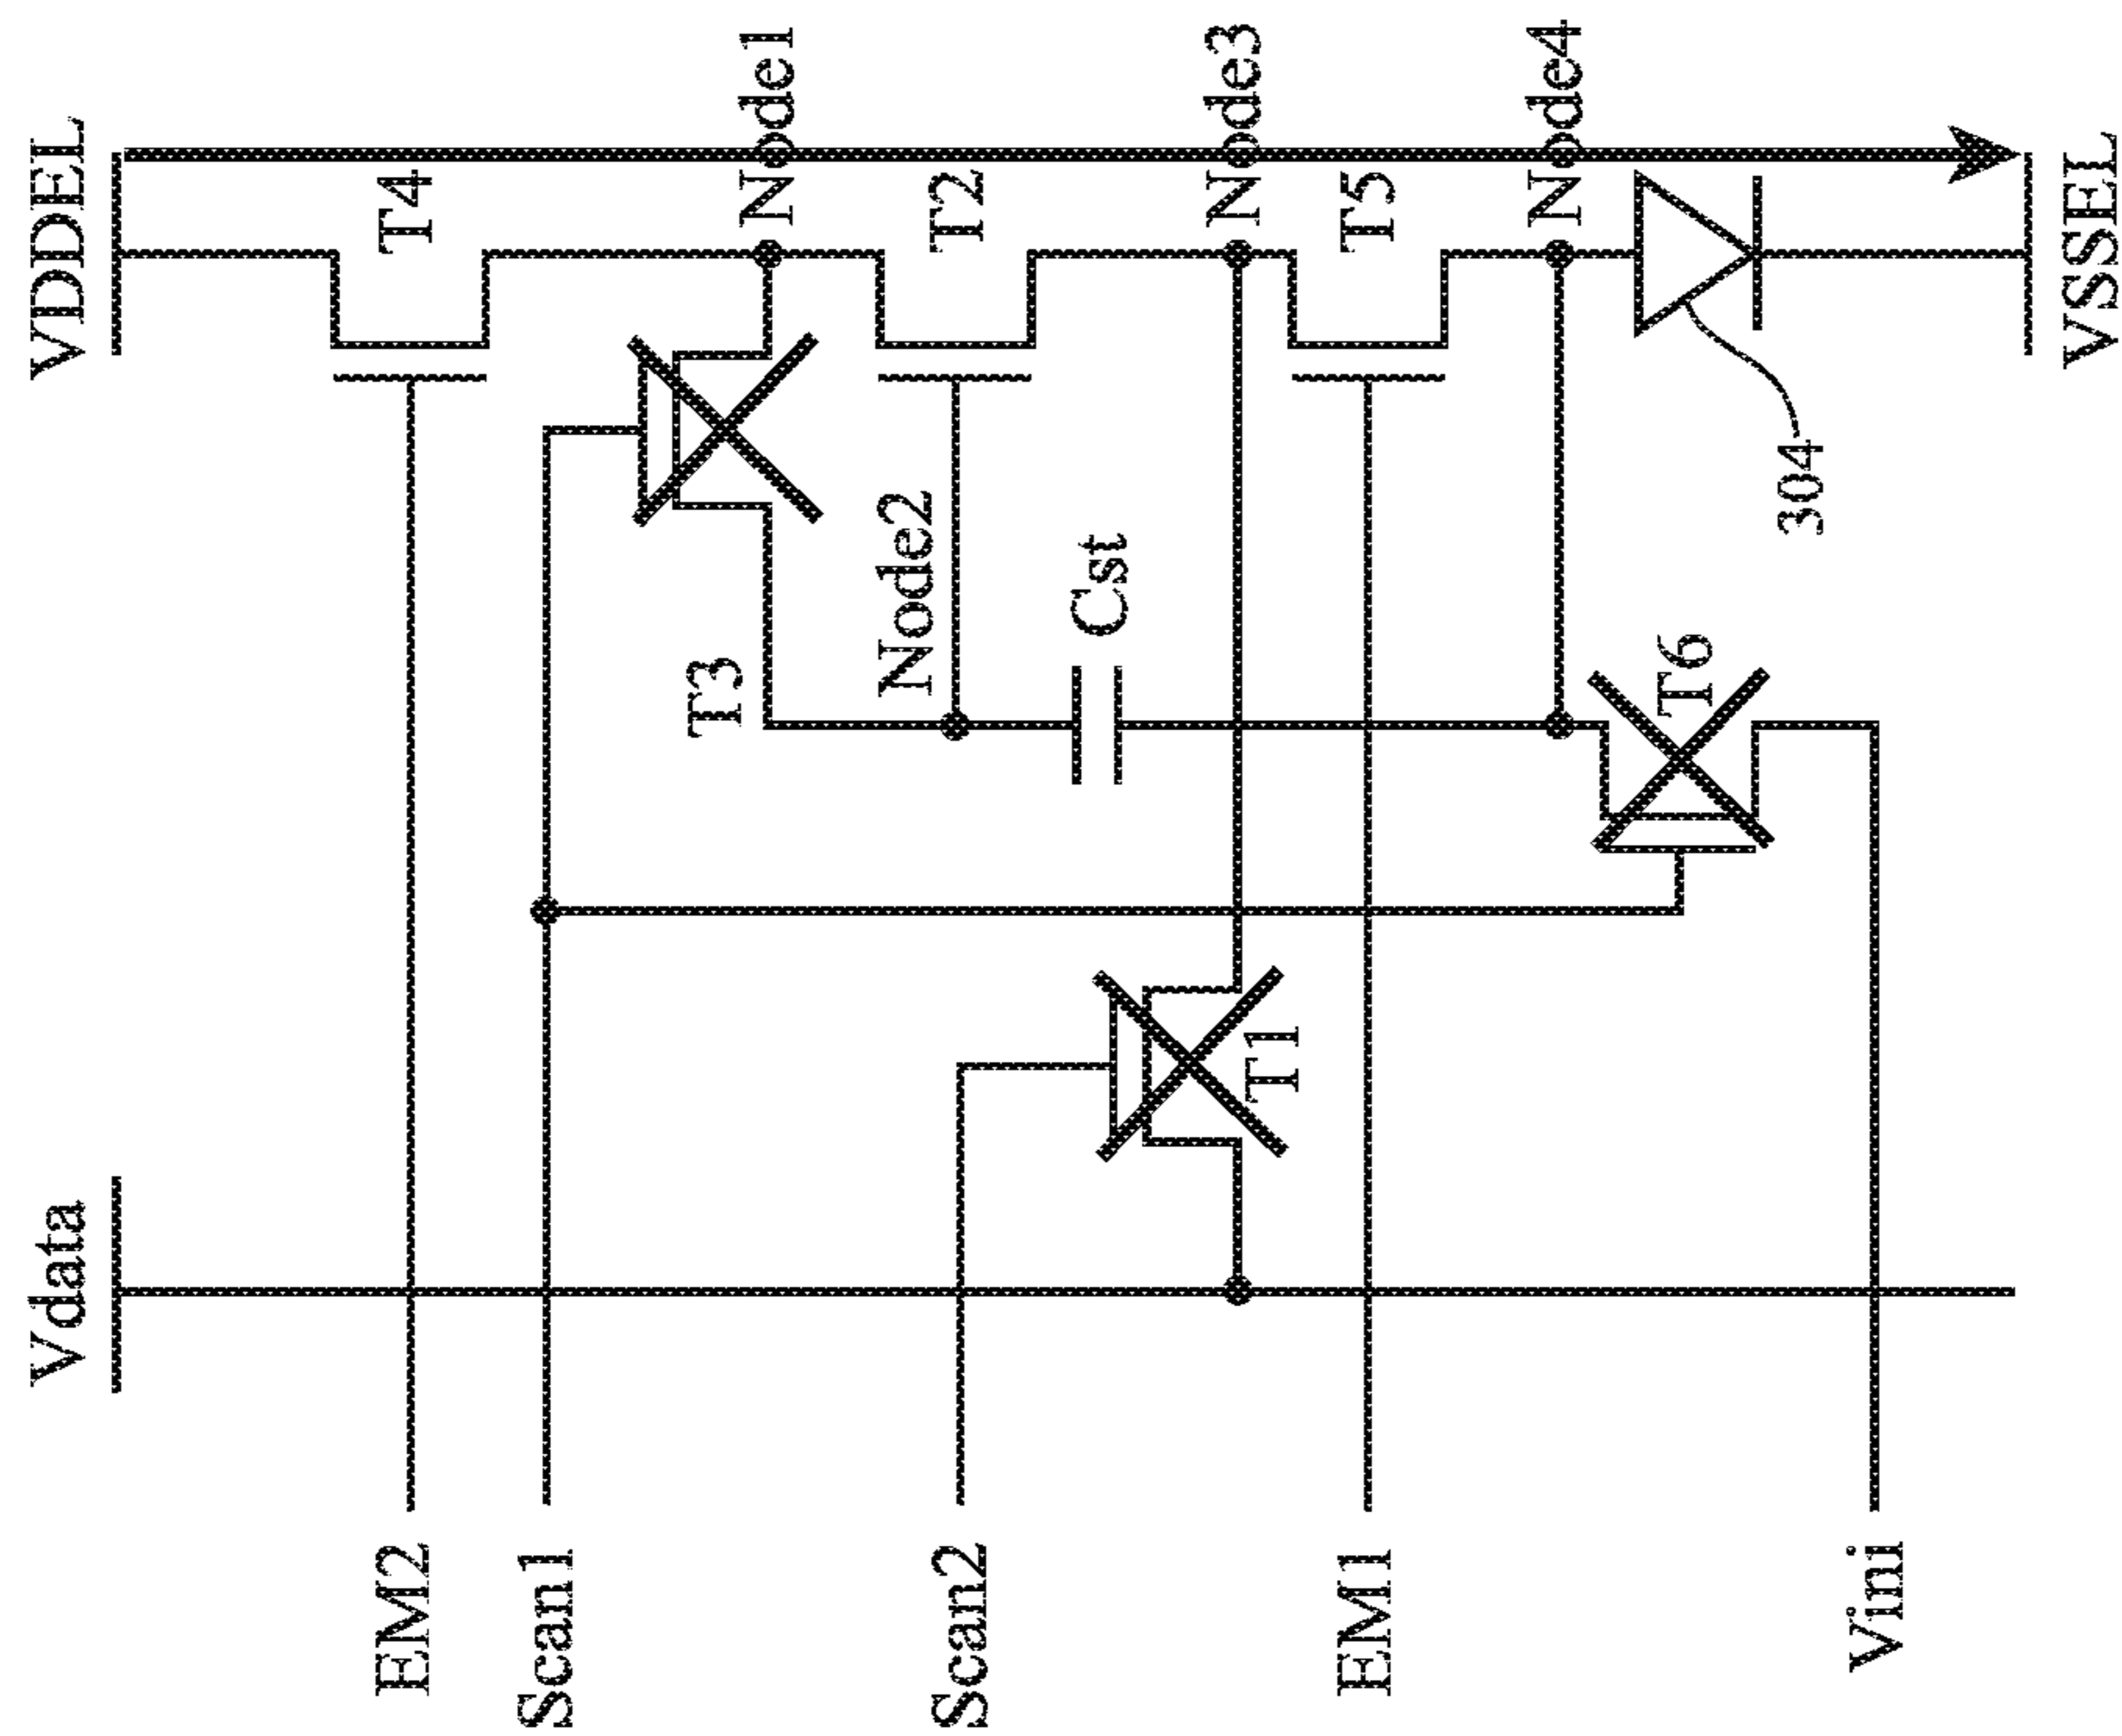 VDDEL
T4
Node1
T2
Node3
T5
Node4
VSSEL
304
T3
Node2
Cst
T6
T1
Vdata
EM2
Scan1
Scan2
EM1
Vini